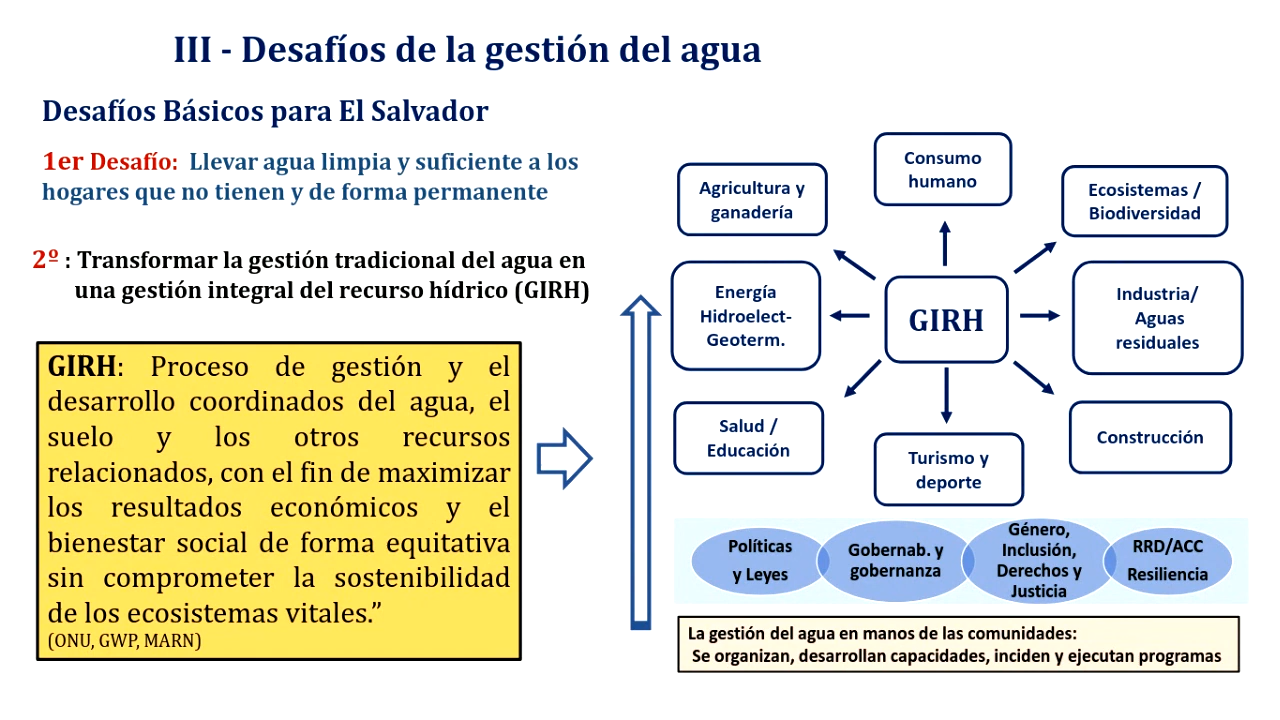 III - Desafíos de la gestión del agua
Desafíos Básicos para El Salvador
1er Desafío: Llevar agua limpia y suficiente a los
hogares que no tienen y de forma permanente
2º : Transformar la gestión tradicional del agua en
una gestión integral del recurso hídrico (GIRH)
GIRH: Proceso de gestión y el
desarrollo coordinados del agua, el
suelo y los otros recursos
relacionados, con el fin de maximizar
los resultados económicos y el
bienestar social de forma equitativa
sin comprometer la sostenibilidad
de los ecosistemas vitales.”
(ONU, GWP, MARN)
Consumo
humano
Agricultura y
ganadería
Ecosistemas /
Biodiversidad
Energía
Hidroelect-
Geoterm.
GIRH
Industria/
Aguas
residuales
Salud /
Educación
Turismo y
deporte
Construcción
Políticas
y Leyes
Gobernab. y
gobernanza
Género,
Inclusión,
Derechos y
Justicia
RRD/ACC
Resiliencia
La gestión del agua en manos de las comunidades:
Se organizan, desarrollan capacidades, inciden y ejecutan programas